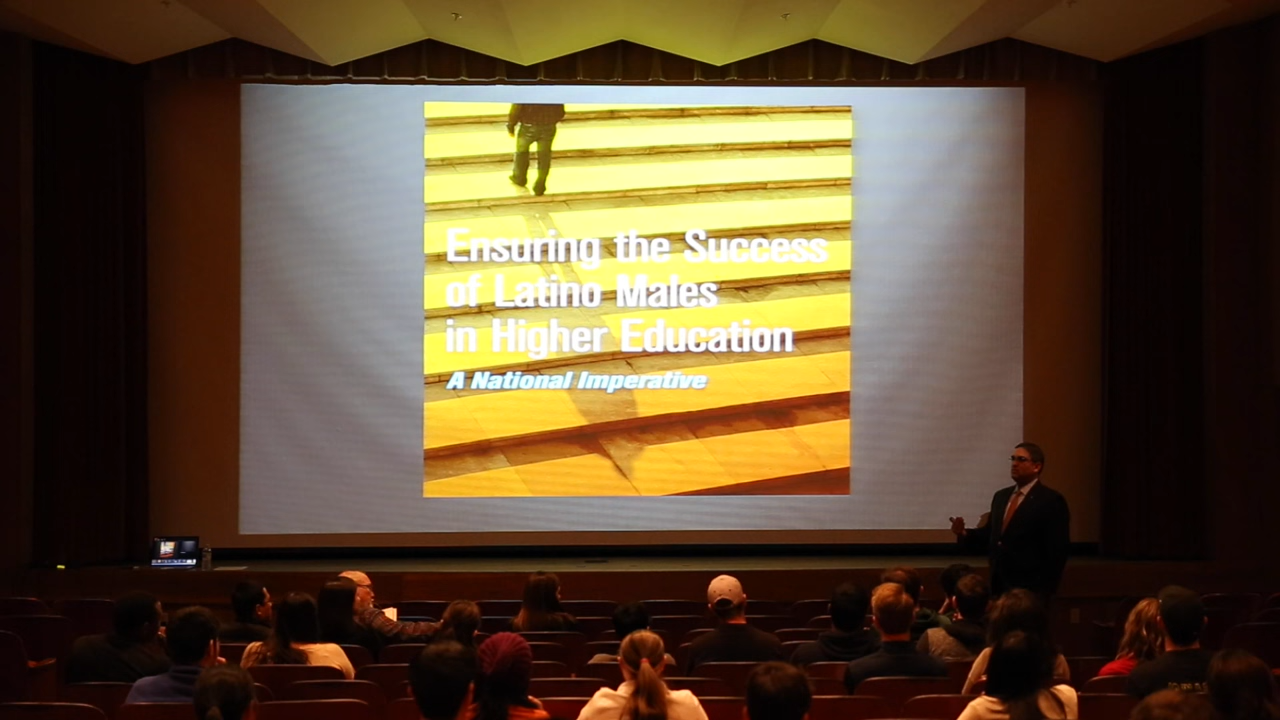 Ensuring the Success
of Latino Males
in Higher Education
A National Imperative